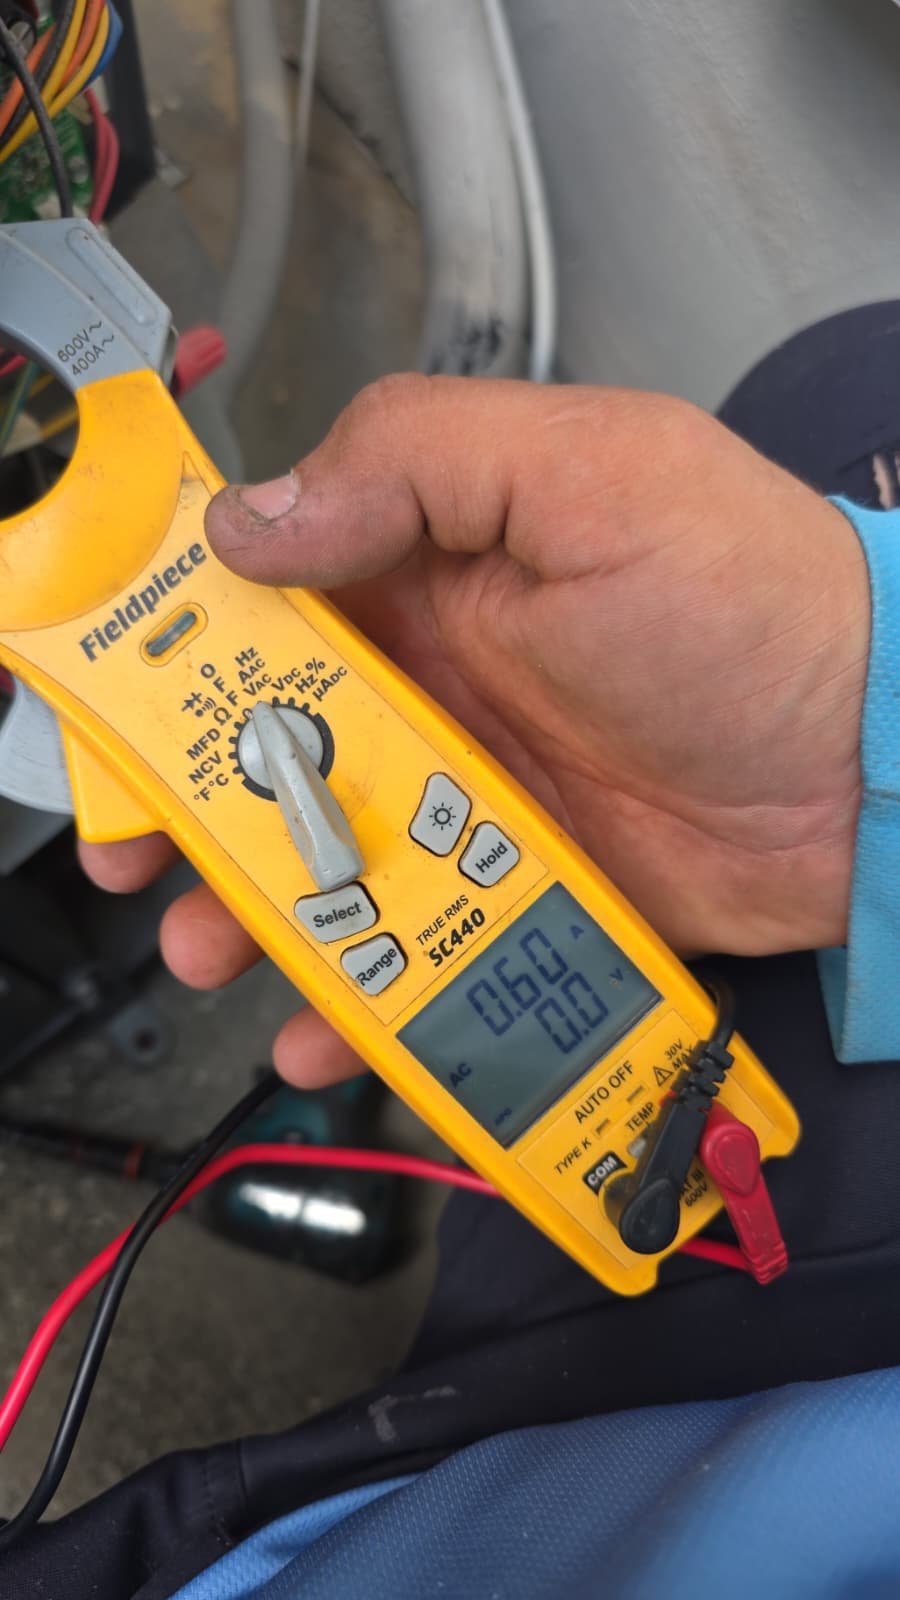 600V~
400A~
Fieldpiece
O
F Hz
Ω F AAC
VAC
VDC
Hz%
µADC
MFD
NCV
°F°C
Select
Range
Hold
TRUE RMS
SC440
0.60 A
0.0 V
AC
APO
AUTO OFF
30V
MAX
TEMP
TYPE K
COM
600V